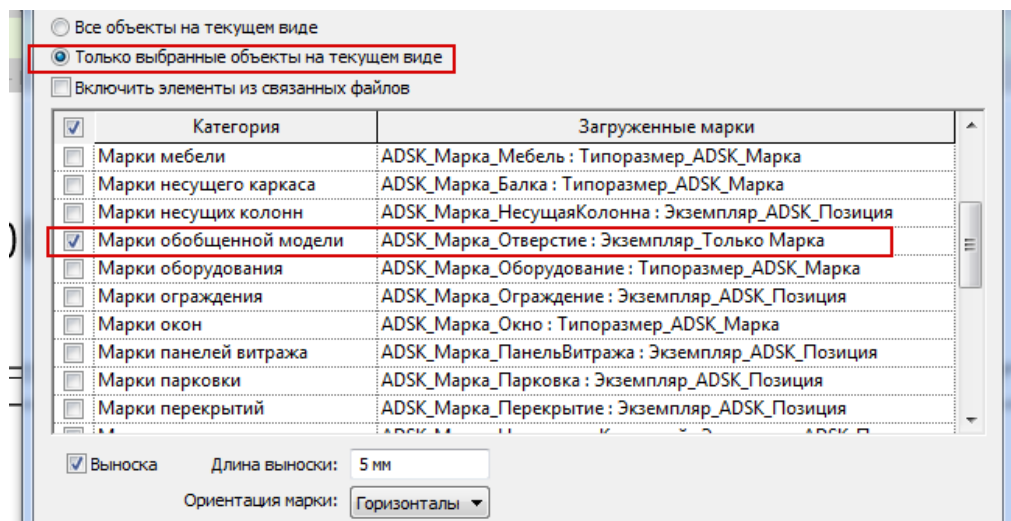 Все объекты на текущем виде
Только выбранные объекты на текущем виде
Включить элементы из связанных файлов
Категория Загруженные марки
Марки мебели ADSK_Марка_Мебель : Типоразмер_ADSK_Марка
Марки несущего каркаса ADSK_Марка_Балка : Типоразмер_ADSK_Марка
Марки несущих колонн ADSK_Марка_НесущаяКолонна : Экземпляр_ADSK_Позиция
Марки обобщенной модели ADSK_Марка_Отверстие : Экземпляр_Только Марка
Марки оборудования ADSK_Марка_Оборудование : Типоразмер_ADSK_Марка
Марки ограждения ADSK_Марка_Ограждение : Экземпляр_ADSK_Позиция
Марки окон ADSK_Марка_Окно : Типоразмер_ADSK_Марка
Марки панелей витража ADSK_Марка_ПанельВитража : Экземпляр_ADSK_Позиция
Марки парковки ADSK_Марка_Парковка : Экземпляр_ADSK_Позиция
Марки перекрытий ADSK_Марка_Перекрытие : Экземпляр_ADSK_Позиция
Выноска Длина выноски: 5 мм
Ориентация марки: Горизонталы